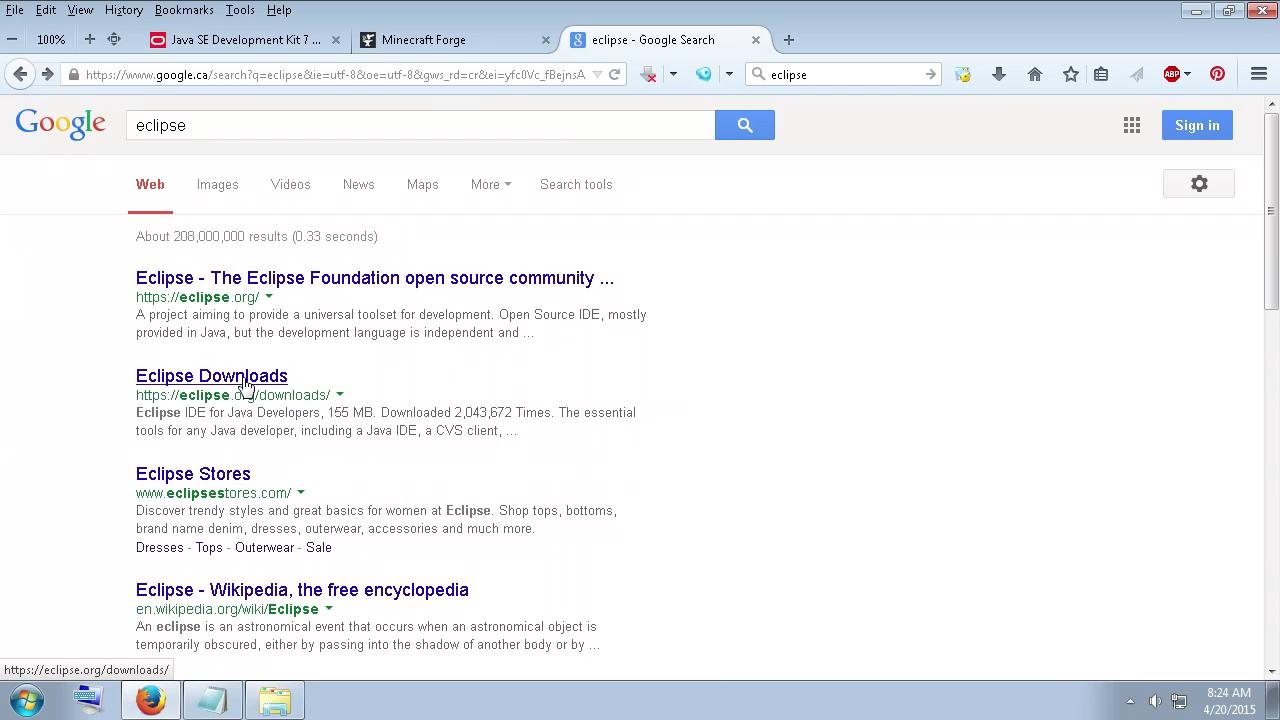 File Edit View History Bookmarks Tools Help
100% Java SE Development Kit 7 ... Minecraft Forge eclipse - Google Search
https://www.google.ca/search?q=eclipse&ie=utf-8&oe=utf-8&gws_rd=cr&ei=yfc0Vc_fBejnsA eclipse ABP
Google eclipse Sign in
Web Images Videos News Maps More Search tools
About 208,000,000 results (0.33 seconds)
Eclipse - The Eclipse Foundation open source community ...
https://eclipse.org/
A project aiming to provide a universal toolset for development. Open Source IDE, mostly
provided in Java, but the development language is independent and ...
Eclipse Downloads
https://eclipse.org/downloads/
Eclipse IDE for Java Developers, 155 MB. Downloaded 2,043,672 Times. The essential
tools for any Java developer, including a Java IDE, a CVS client, ...
Eclipse Stores
www.eclipsestores.com/
Discover trendy styles and great basics for women at Eclipse. Shop tops, bottoms,
brand name denim, dresses, outerwear, accessories and much more.
Dresses - Tops - Outerwear - Sale
Eclipse - Wikipedia, the free encyclopedia
en.wikipedia.org/wiki/Eclipse
An eclipse is an astronomical event that occurs when an astronomical object is
temporarily obscured, either by passing into the shadow of another body or by ...
https://eclipse.org/downloads/
8:24 AM
4/20/2015